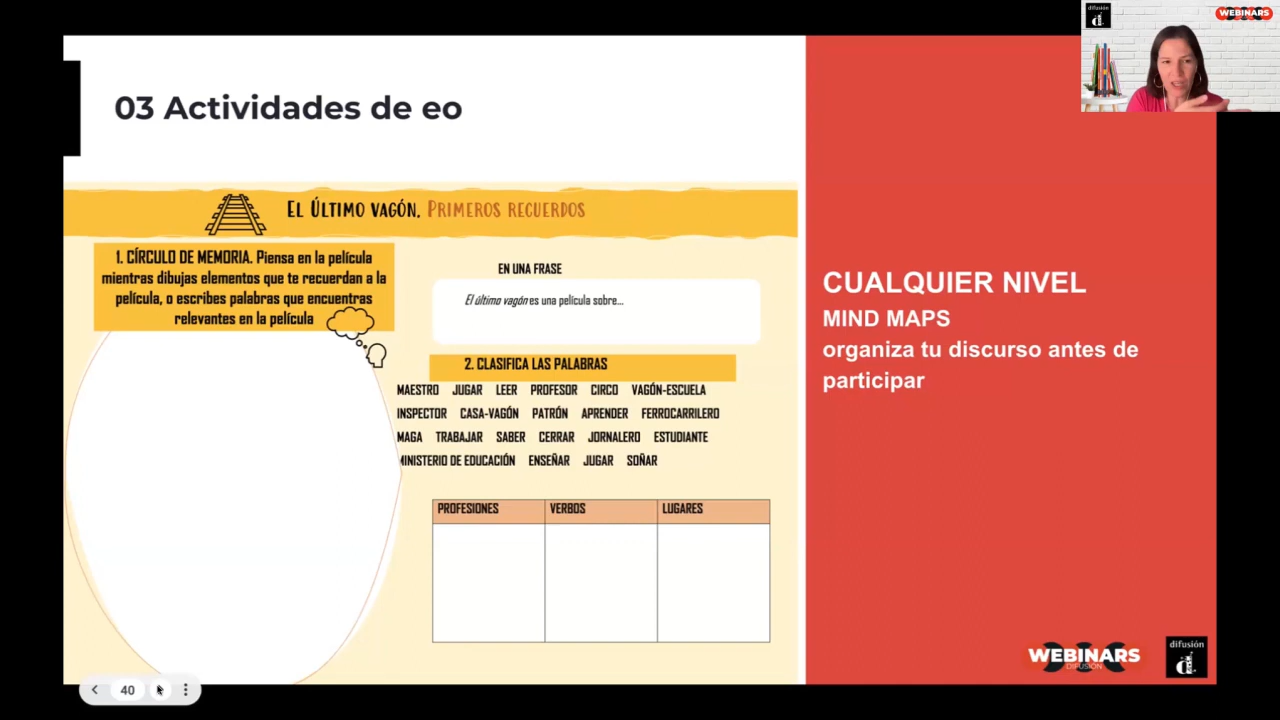 03 Actividades de eo
EL ÚLTIMO VAGÓN. PRIMEROS RECUERDOS
1. CÍRCULO DE MEMORIA. Piensa en la película
mientras dibujas elementos que te recuerdan a la
película, o escribes palabras que encuentras
relevantes en la película
EN UNA FRASE
El último vagón es una película sobre...
2. CLASIFICA LAS PALABRAS
MAESTRO JUGAR LEER PROFESOR CIRCO VAGÓN-ESCUELA
INSPECTOR CASA-VAGÓN PATRÓN APRENDER FERROCARRILERO
MAGA TRABAJAR SABER CERRAR JORNALERO ESTUDIANTE
MINISTERIO DE EDUCACIÓN ENSEÑAR JUGAR SOÑAR
PROFESIONES VERBOS LUGARES
CUALQUIER NIVEL
MIND MAPS
organiza tu discurso antes de
participar
difusión
WEBINARS
WEBINARS
DIFUSIÓN
difusión
d
40